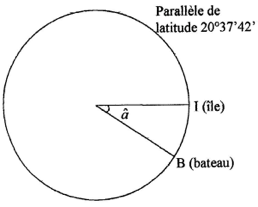 Parallèle de
latitude 20°37'42'
I (île)
â
B (bateau)